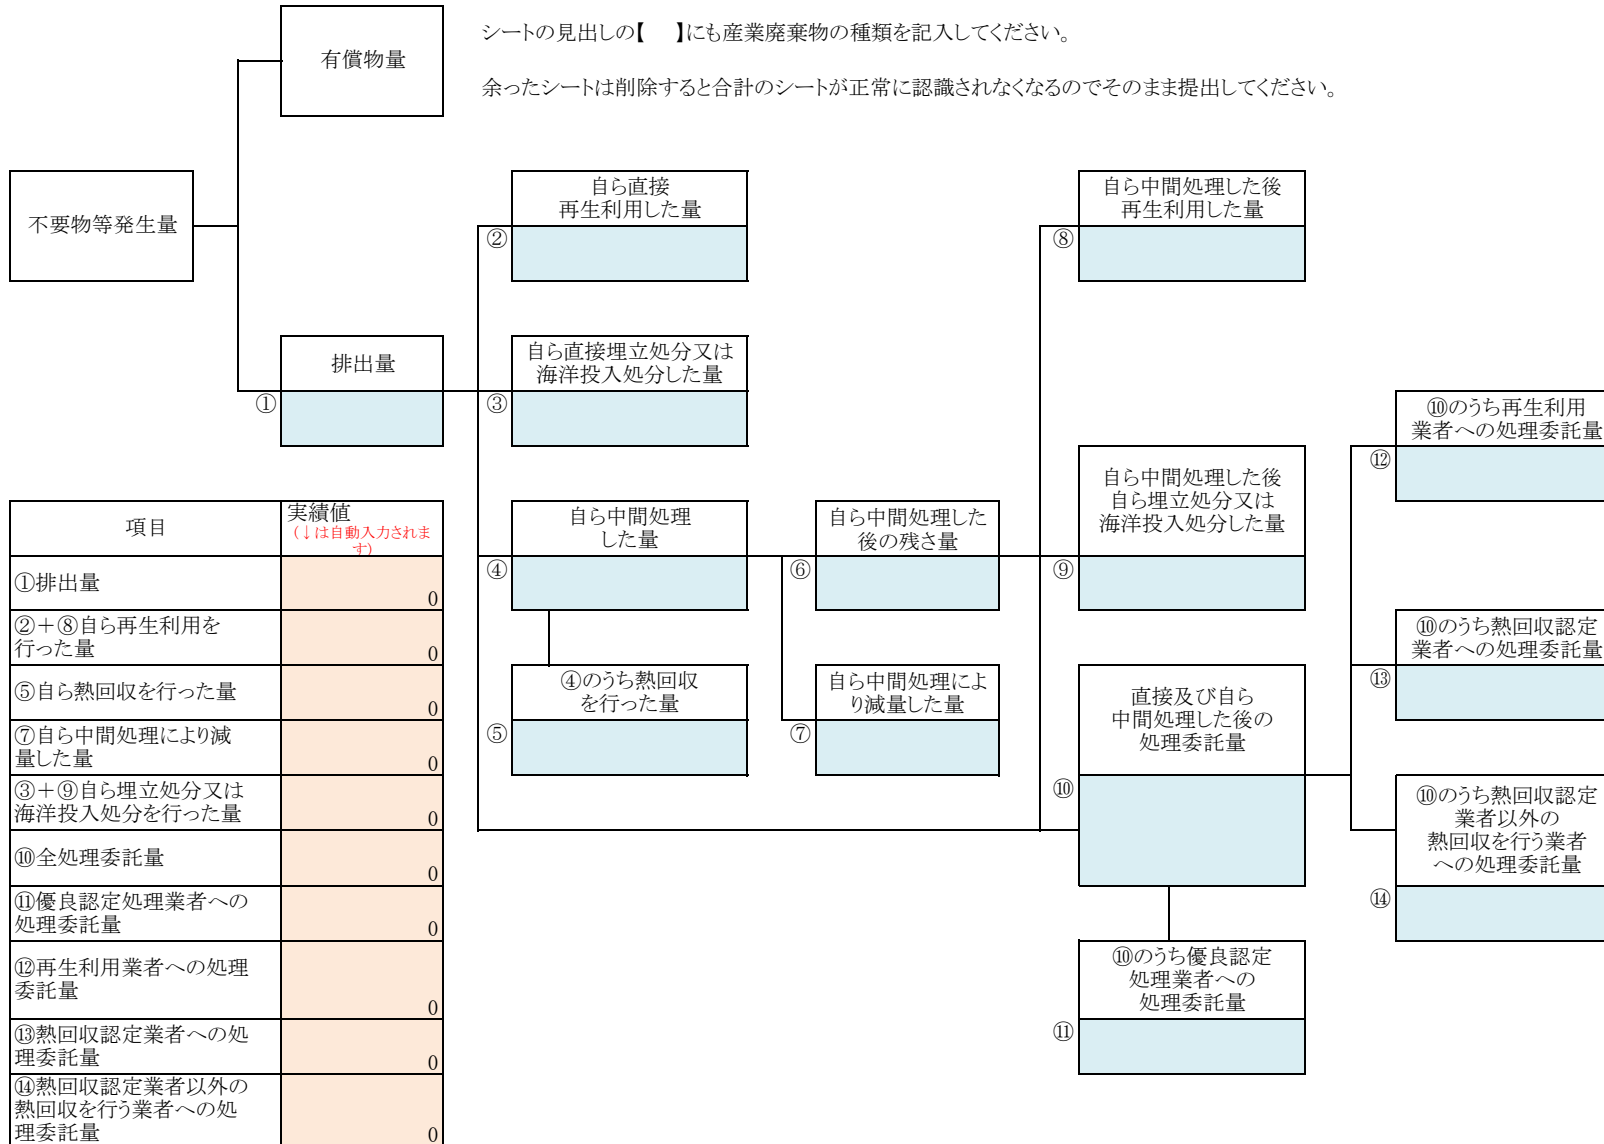 有償物量
シートの見出しの【　】にも産業廃棄物の種類を記入してください。
余ったシートは削除すると合計のシートが正常に認識されなくなるのでそのまま提出してください。
不要物等発生量
自ら直接
再生利用した量
②
自ら中間処理した後
再生利用した量
⑧
排出量
①
自ら直接埋立処分又は
海洋投入処分した量
③
⑩のうち再生利用
業者への処理委託量
⑫
自ら中間処理
した量
④
自ら中間処理した
後の残さ量
⑥
自ら中間処理した後
自ら埋立処分又は
海洋投入処分した量
⑨
⑩のうち熱回収認定
業者への処理委託量
⑬
④のうち熱回収
を行った量
⑤
自ら中間処理によ
り減量した量
⑦
直接及び自ら
中間処理した後の
処理委託量
⑩
⑩のうち熱回収認定
業者以外の
熱回収を行う業者
への処理委託量
⑭
⑩のうち優良認定
処理業者への
処理委託量
⑪
項目
実績値
（↓は自動入力されま
す）
①排出量
0
②＋⑧自ら再生利用を
行った量
0
⑤自ら熱回収を行った量
0
⑦自ら中間処理により減
量した量
0
③＋⑨自ら埋立処分又は
海洋投入処分を行った量
0
⑩全処理委託量
0
⑪優良認定処理業者への
処理委託量
0
⑫再生利用業者への処理
委託量
0
⑬熱回収認定業者への処
理委託量
0
⑭熱回収認定業者以外の
熱回収を行う業者への処
理委託量
0